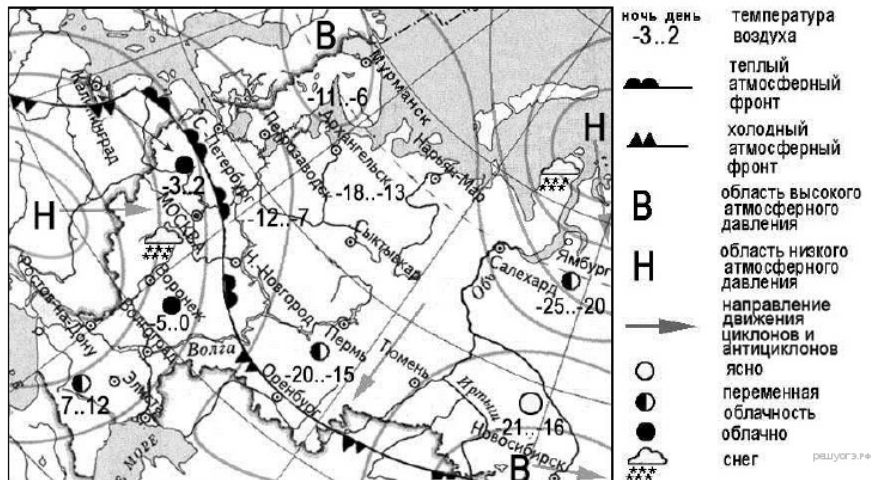 В
Мурманск
Калининград
-11..-6
С.-Петербург
Петрозаводск
Архангельск
Нарьян-Мар
Н
-3..2
-18..-13
Н
МОСКВА
-12..-7
Сыктывкар
Обь
Салехард
Ямбург
-25..-20
Ростов-на-Дону
Воронеж
Н. Новгород
-5..0
Волгоград
Волга
Пермь
Тюмень
-20..-15
Оренбург
Иртыш
7..12
Элиста
-21..-16
Новосибирск
МОРЕ
В
ночь день
-3..2
температура
воздуха
теплый
атмосферный
фронт
холодный
атмосферный
фронт
В
область высокого
атмосферного
давления
Н
область низкого
атмосферного
давления
направление
движения
циклонов и
антициклонов
ясно
переменная
облачность
облачно
снег
решуогэ.рф